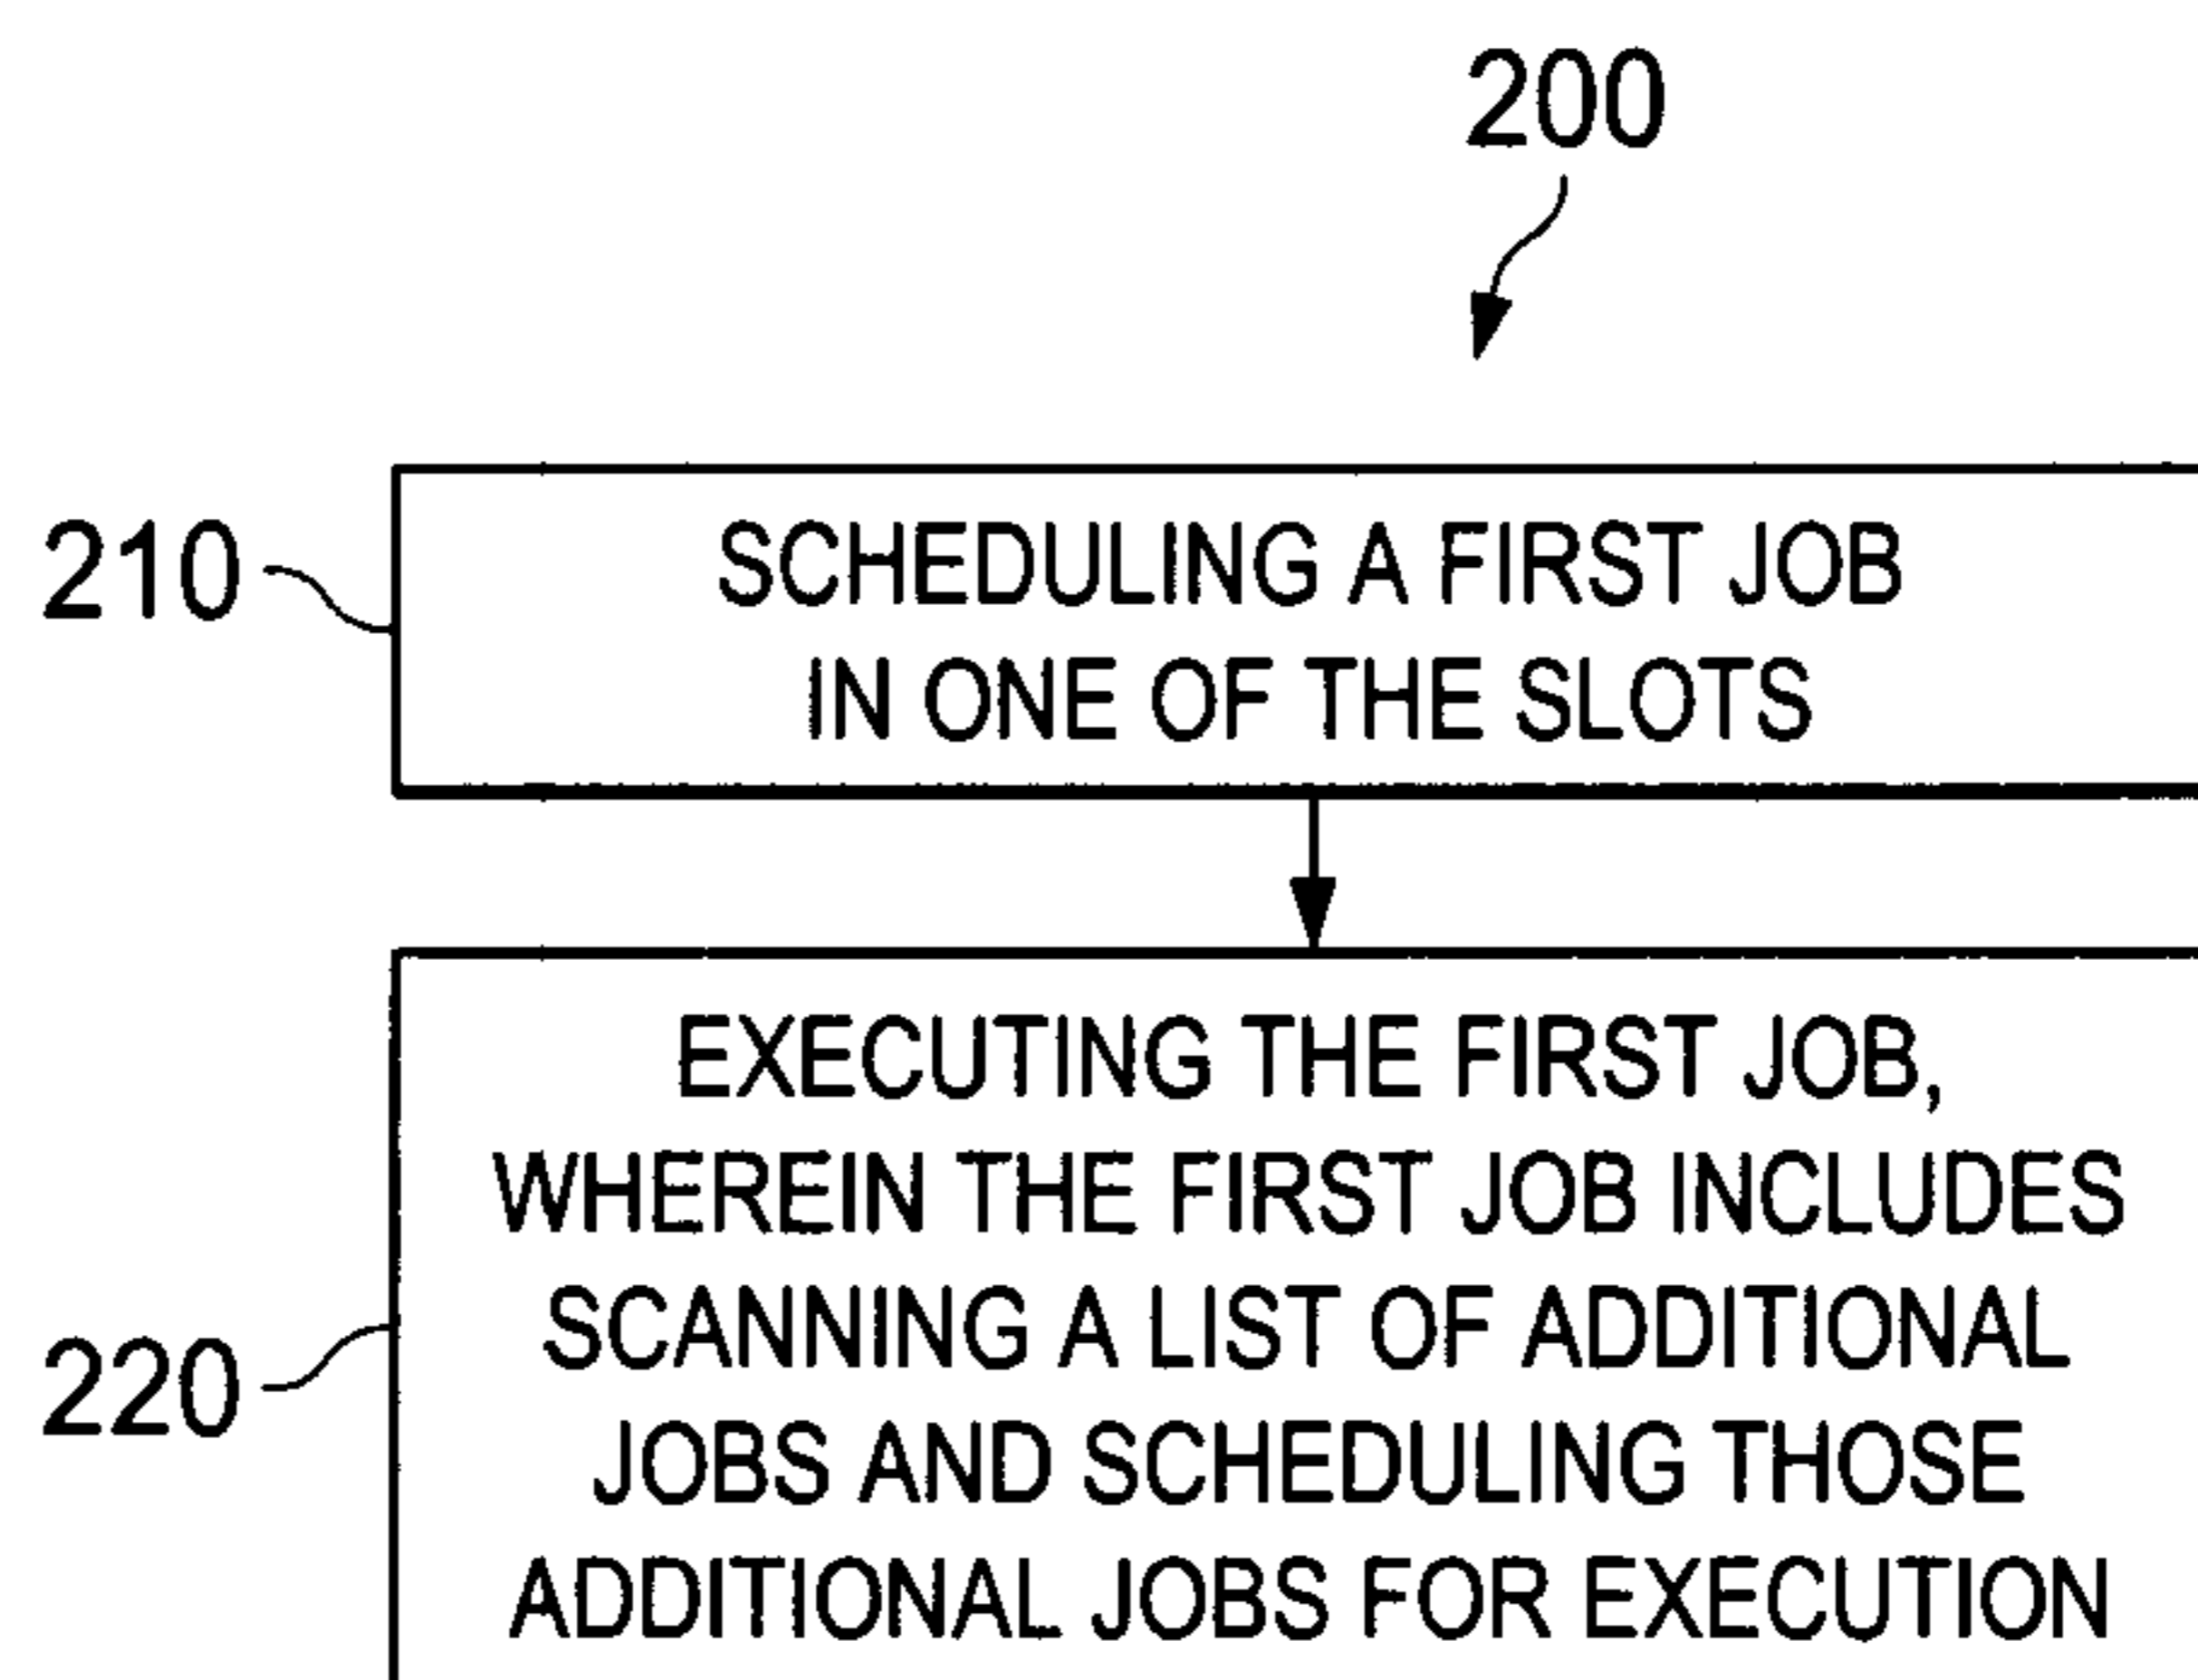 200
210
SCHEDULING A FIRST JOB
IN ONE OF THE SLOTS
220
EXECUTING THE FIRST JOB,
WHEREIN THE FIRST JOB INCLUDES
SCANNING A LIST OF ADDITIONAL
JOBS AND SCHEDULING THOSE
ADDITIONAL JOBS FOR EXECUTION